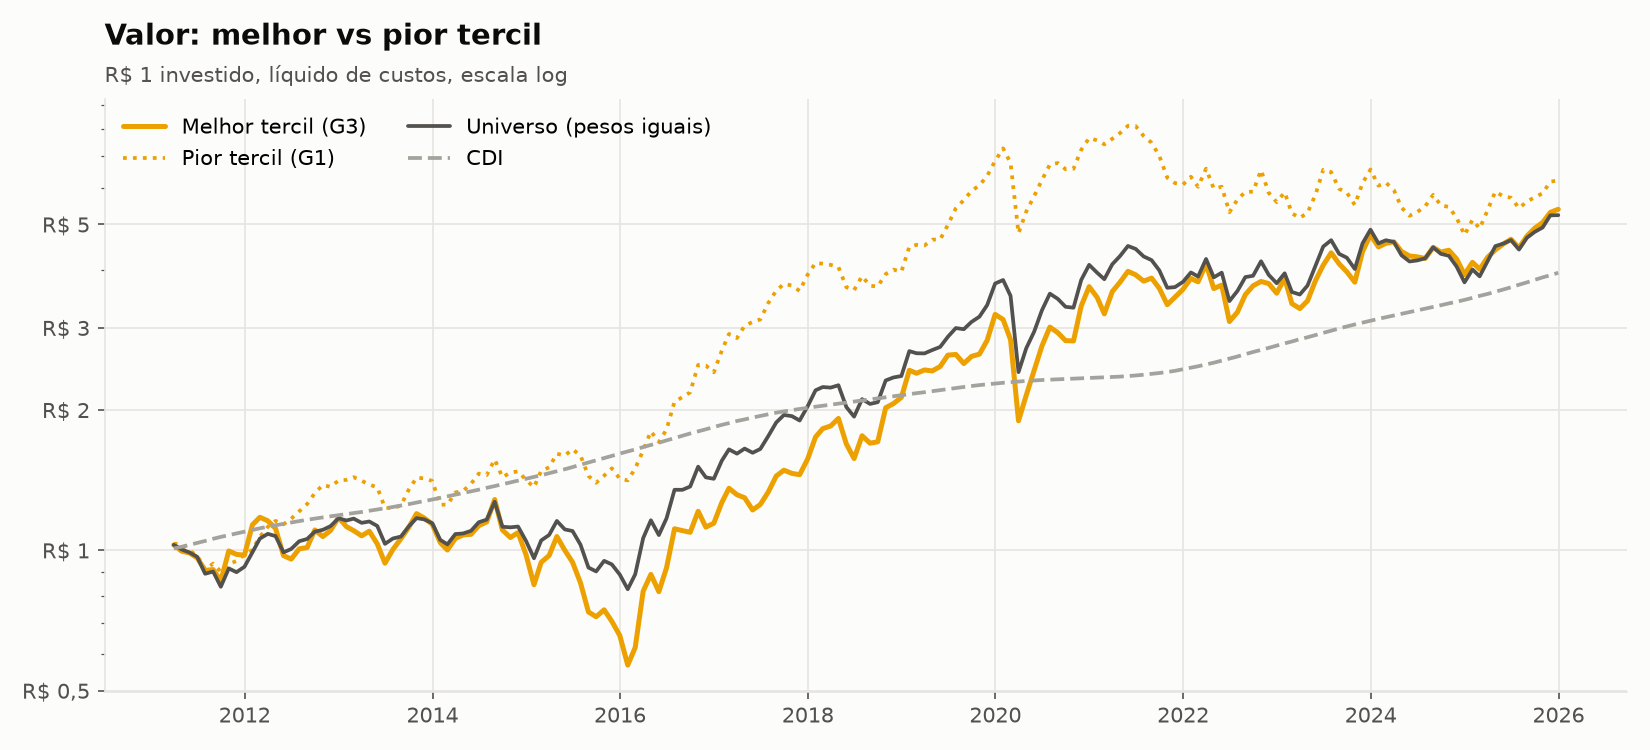 Valor: melhor vs pior tercil
R$ 1 investido, líquido de custos, escala log
Melhor tercil (G3)
Pior tercil (G1)
Universo (pesos iguais)
CDI
R$ 5
R$ 3
R$ 2
R$ 1
R$ 0,5
2012 2014 2016 2018 2020 2022 2024 2026